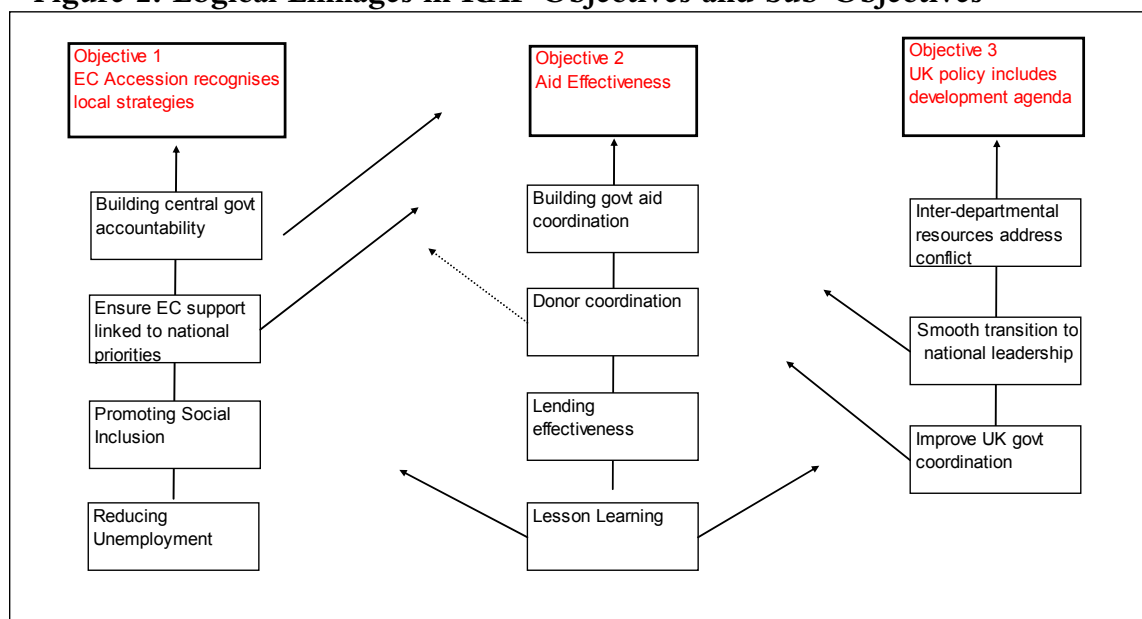 Figure 2: Logical Linkages in RAP Objectives and Sub-Objectives
Objective 1
EC Accession recognises
local strategies
Building central govt
accountability
Ensure EC support
linked to national
priorities
Promoting Social
Inclusion
Reducing
Unemployment
Objective 2
Aid Effectiveness
Building govt aid
coordination
Donor coordination
Lending
effectiveness
Lesson Learning
Objective 3
UK policy includes
development agenda
Inter-departmental
resources address
conflict
Smooth transition to
national leadership
Improve UK govt
coordination